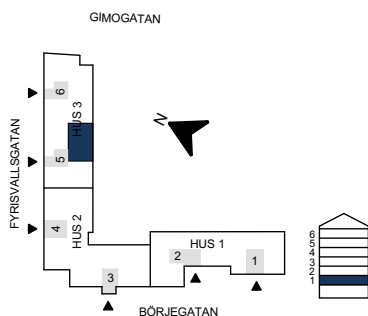 GIMOGATAN
FYRISVALLSGATAN
6
HUS 3
5
HUS 2
4
3
N
HUS 1
2
1
BÖRJEGATAN
6
5
4
3
2
1